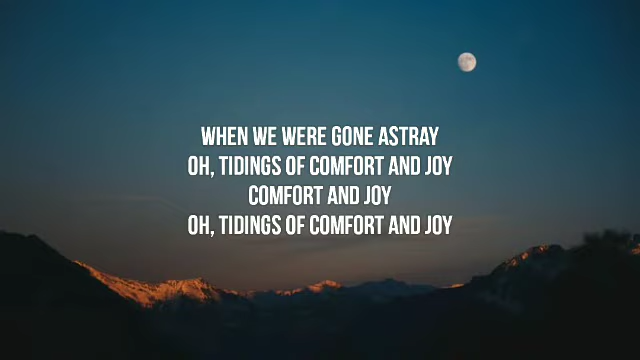 WHEN WE WERE GONE ASTRAY
OH, TIDINGS OF COMFORT AND JOY
COMFORT AND JOY
OH, TIDINGS OF COMFORT AND JOY